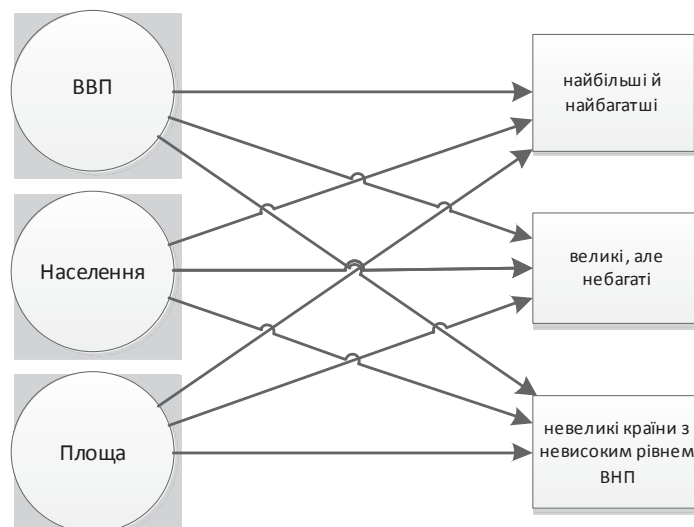 ВВП
найбільші й
найбагатші
Населення
великі, але
небагаті
Площа
невеликі країни з
невисоким рівнем
ВНП